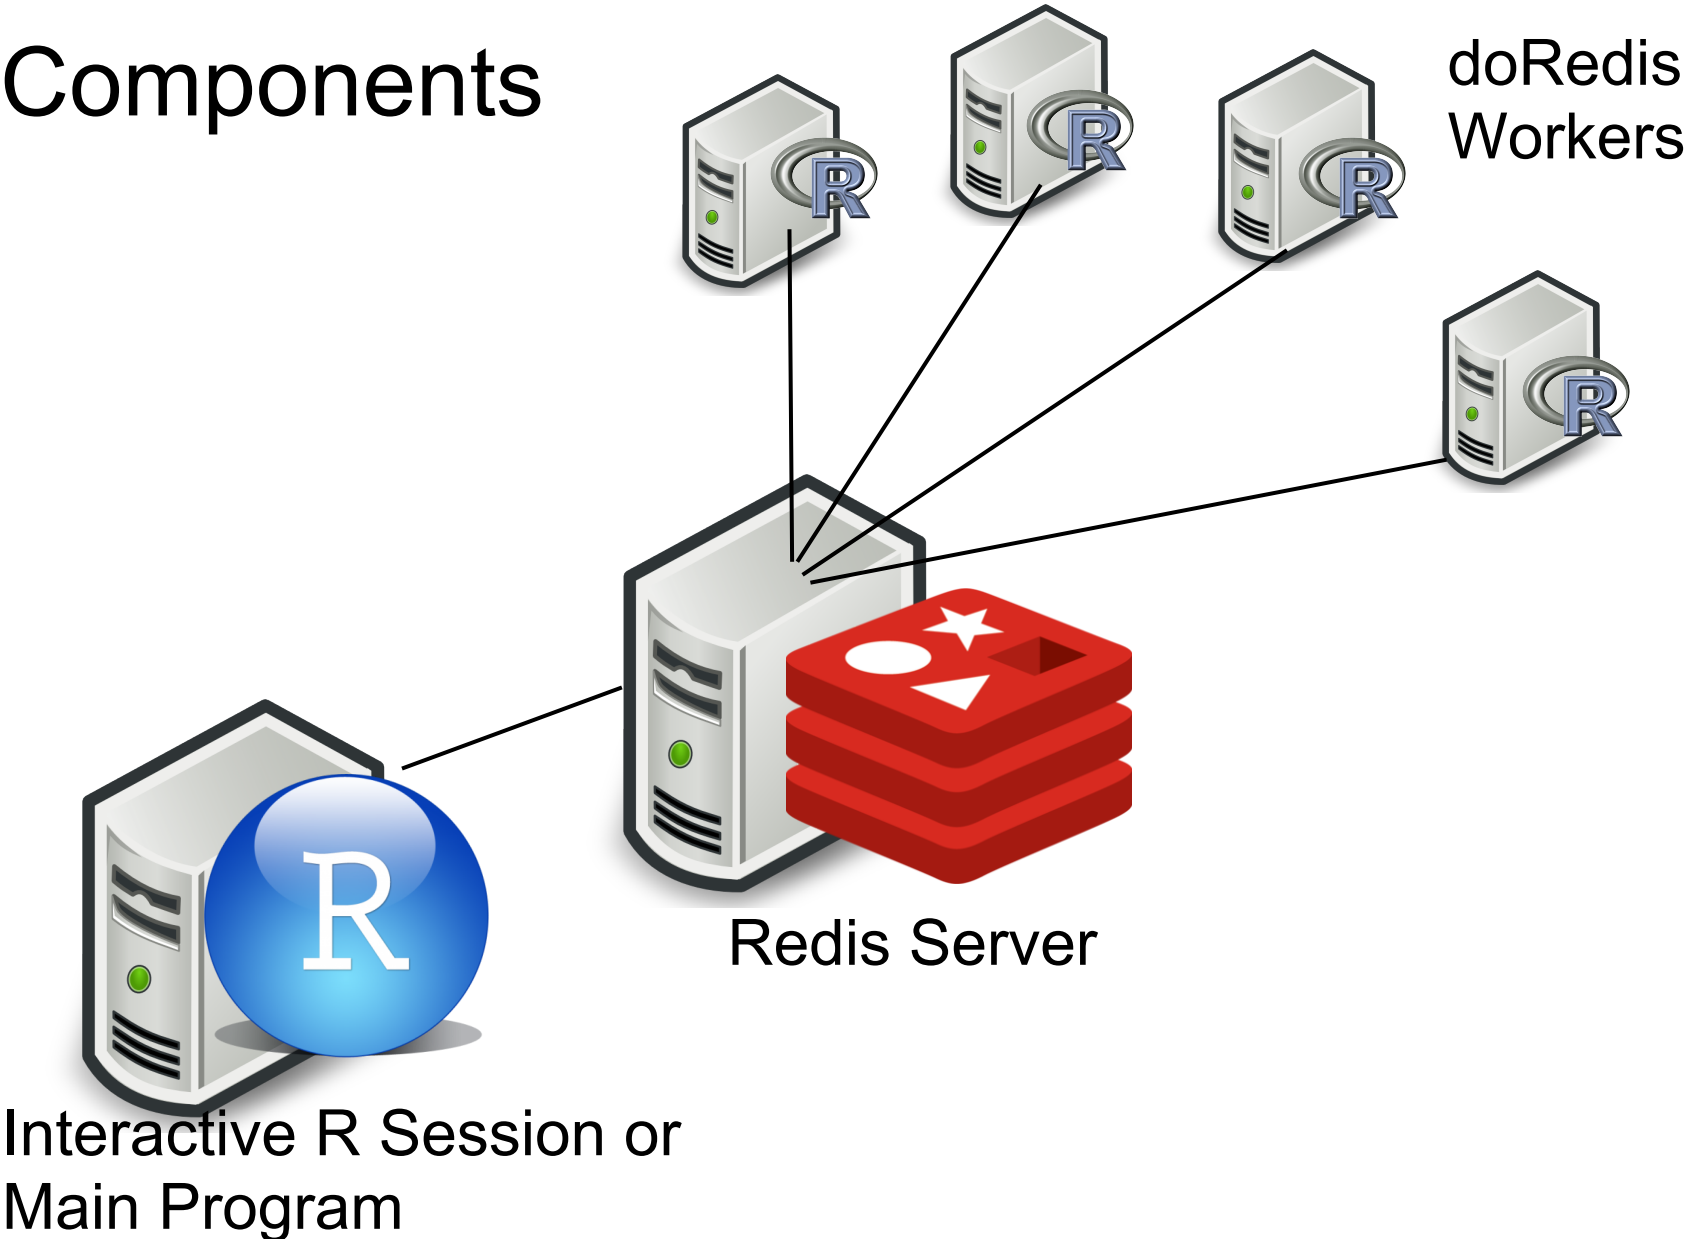 Components
doRedis
Workers
R
R
R
R
R
Redis Server
Interactive R Session or
Main Program